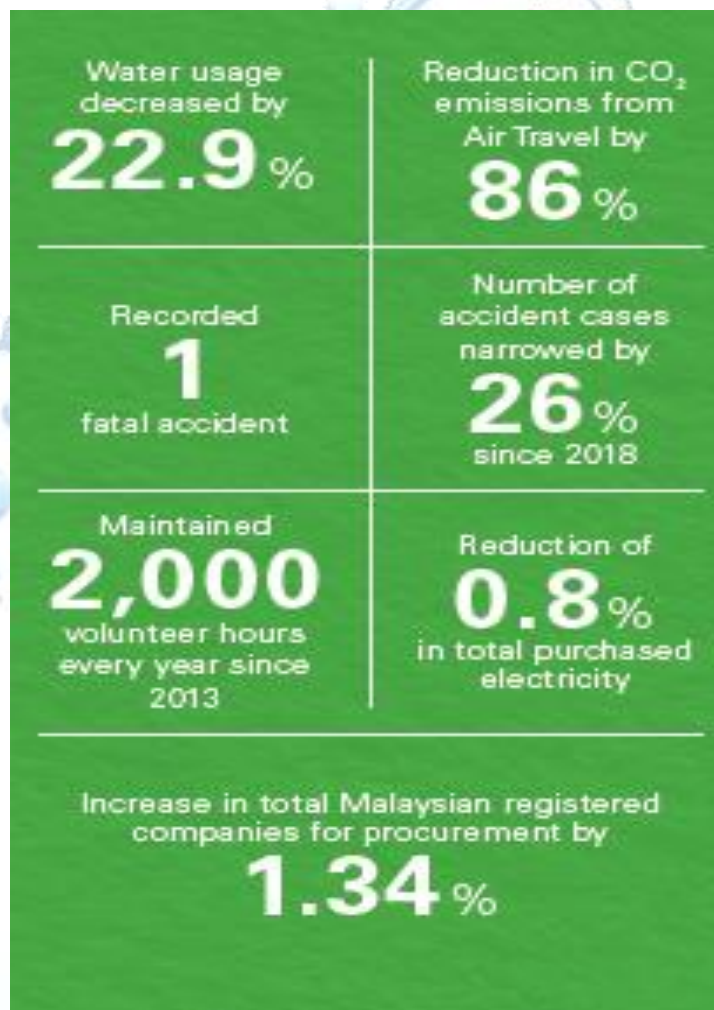 Water usage
decreased by
22.9 %
Reduction in CO₂
emissions from
Air Travel by
86 %
Recorded
1
fatal accident
Number of
accident cases
narrowed by
26 %
since 2018
Maintained
2,000
volunteer hours
every year since
2013
Reduction of
0.8 %
in total purchased
electricity
Increase in total Malaysian registered
companies for procurement by
1.34 %